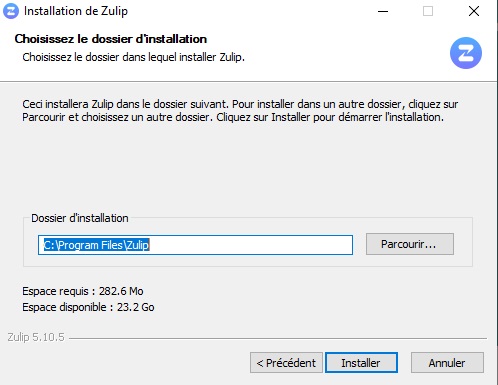 Installation de Zulip
Choisissez le dossier d'installation
Choisissez le dossier dans lequel installer Zulip.
Ceci installera Zulip dans le dossier suivant. Pour installer dans un autre dossier, cliquez sur
Parcourir et choisissez un autre dossier. Cliquez sur Installer pour démarrer l'installation.
Dossier d'installation
C:\Program Files\Zulip
Parcourir...
Espace requis : 282.6 Mo
Espace disponible : 23.2 Go
Zulip 5.10.5
< Précédent
Installer
Annuler